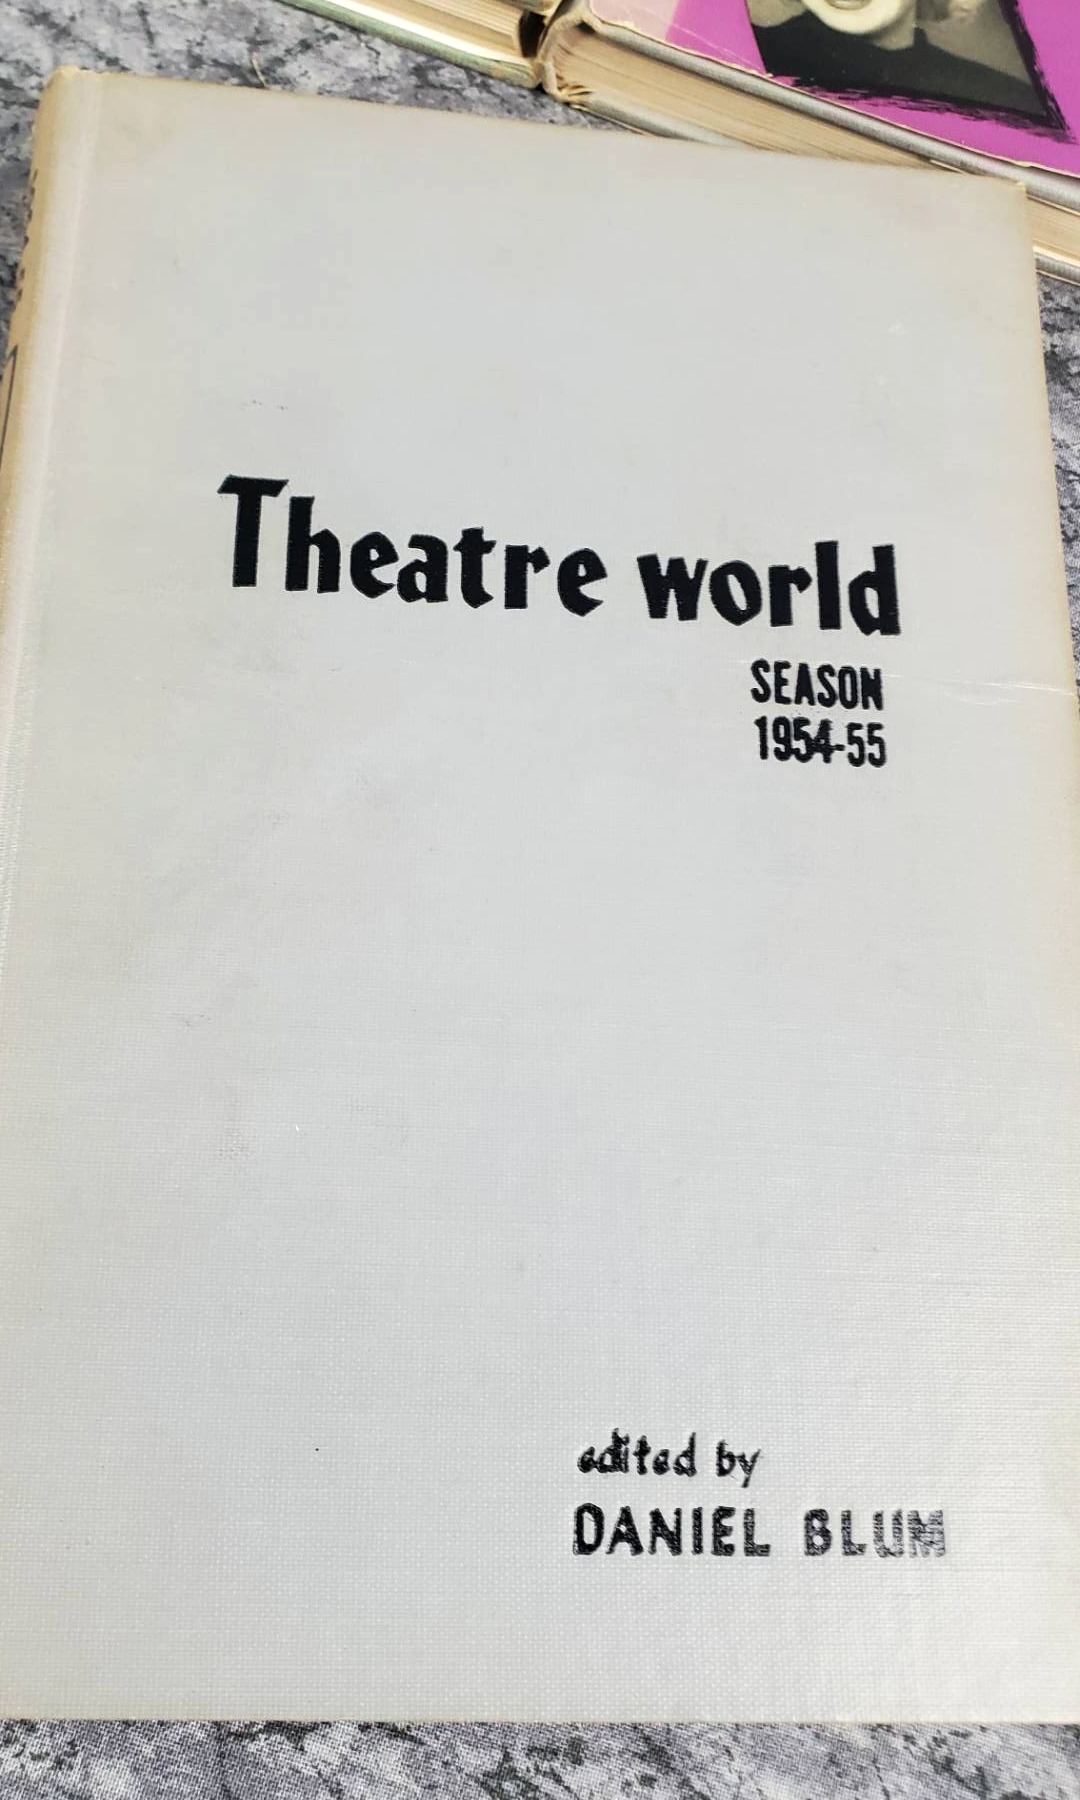 Theatre world
SEASON
1954-55
edited by
DANIEL BLUM